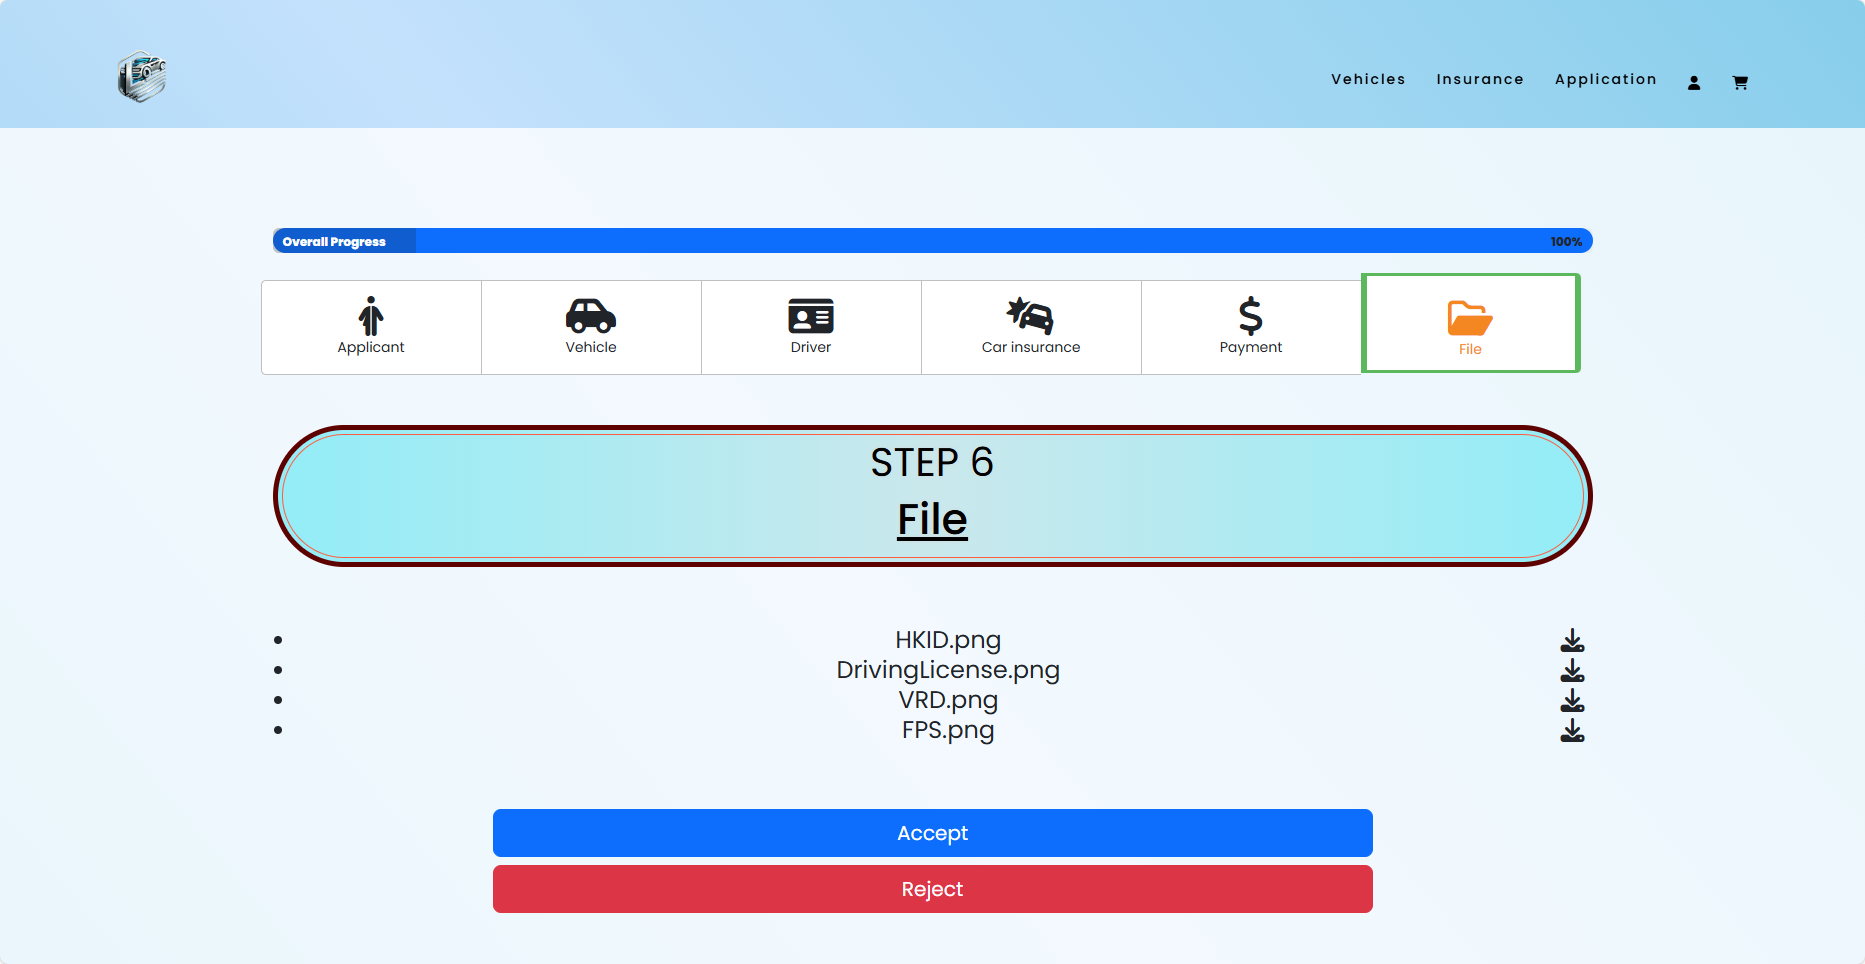 Vehicles Insurance Application
Overall Progress 100%
Applicant Vehicle Driver Car insurance Payment File
STEP 6
File
HKID.png
DrivingLicense.png
VRD.png
FPS.png
Accept
Reject